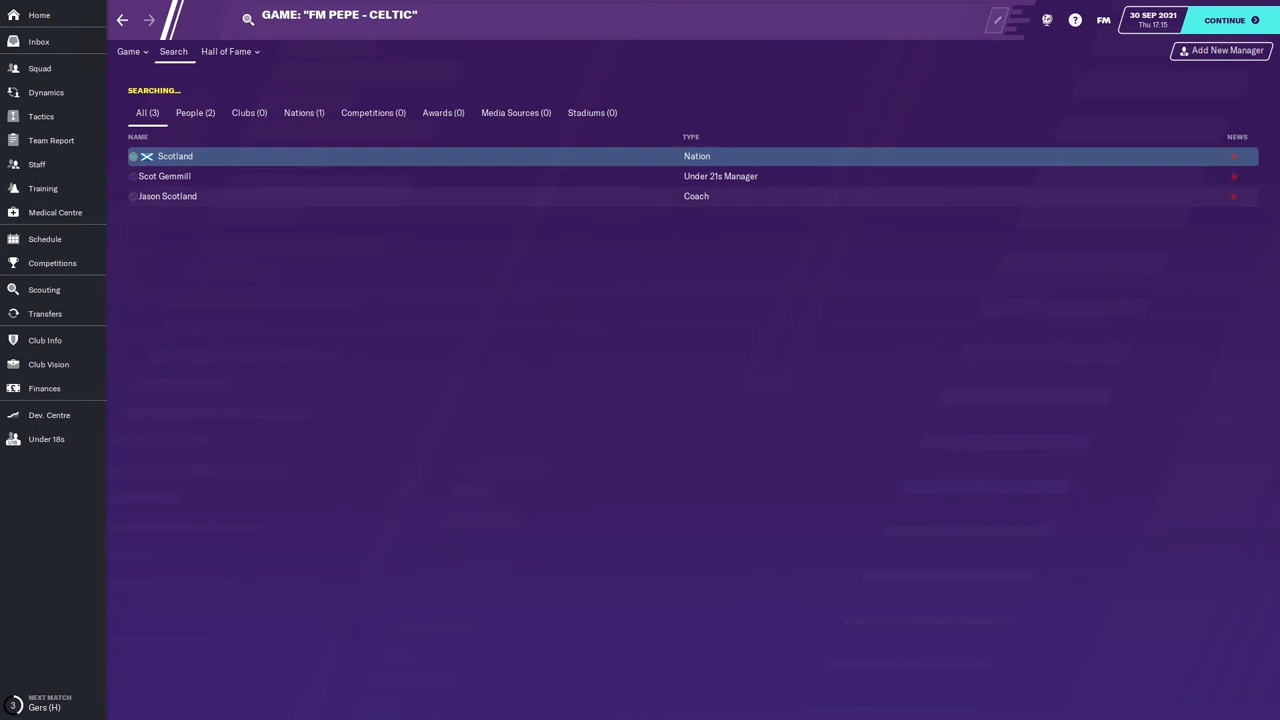 GAME: "FM PEPE - CELTIC"
FM
30 SEP 2021
Thu 17:15
CONTINUE
Game
Search
Hall of Fame
Add New Manager
Home
Inbox
Squad
Dynamics
Tactics
Team Report
Staff
Training
Medical Centre
Schedule
Competitions
Scouting
Transfers
Club Info
Club Vision
Finances
Dev. Centre
Under 18s
3
NEXT MATCH
Gers (H)
SEARCHING...
All (3) People (2) Clubs (0) Nations (1) Competitions (0) Awards (0) Media Sources (0) Stadiums (0)
NAME TYPE NEWS
Scotland Nation
Scot Gemmill Under 21s Manager
Jason Scotland Coach